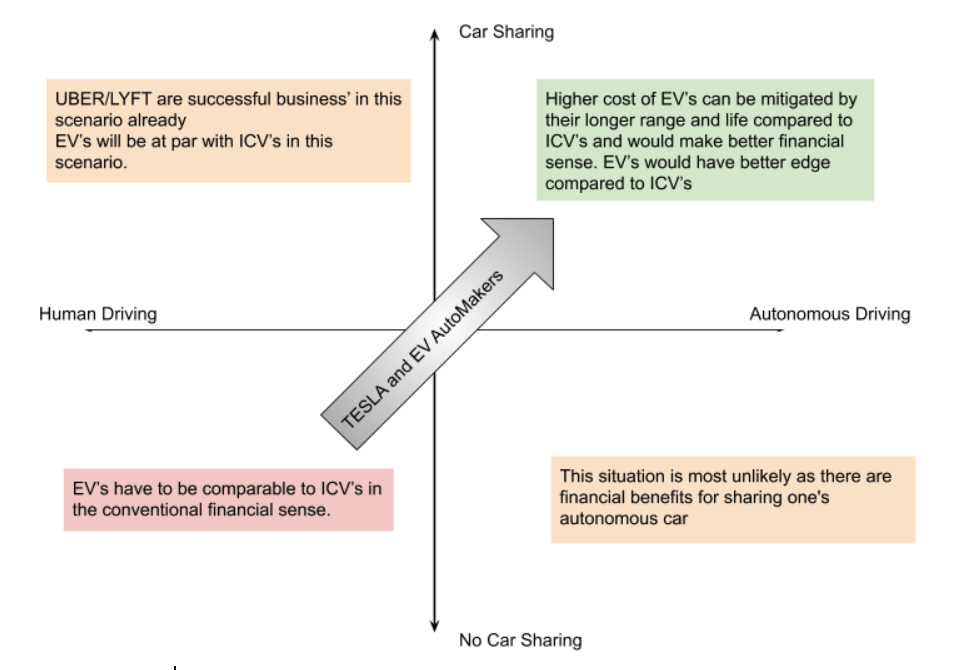 Car Sharing
UBER/LYFT are successful business' in this
scenario already
EV's will be at par with ICV's in this
scenario.
Higher cost of EV's can be mitigated by
their longer range and life compared to
ICV's and would make better financial
sense. EV's would have better edge
compared to ICV's
Human Driving
Autonomous Driving
TESLA and EV AutoMakers
EV's have to be comparable to ICV's in
the conventional financial sense.
This situation is most unlikely as there are
financial benefits for sharing one's
autonomous car
No Car Sharing